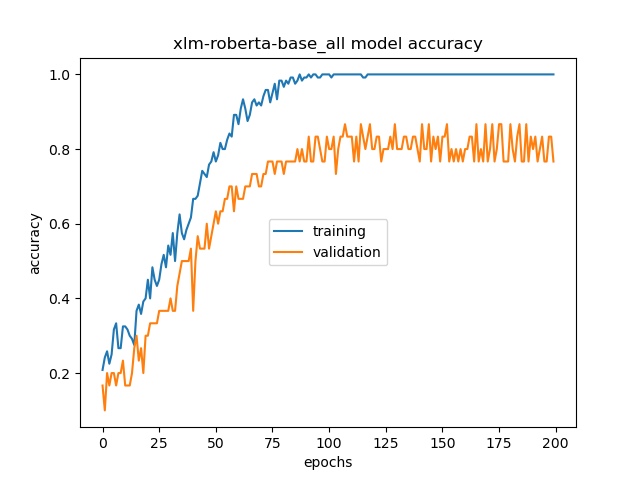 xlm-roberta-base_all model accuracy
1.0
0.8
0.6
0.4
0.2
accuracy
training
validation
0 25 50 75 100 125 150 175 200
epochs